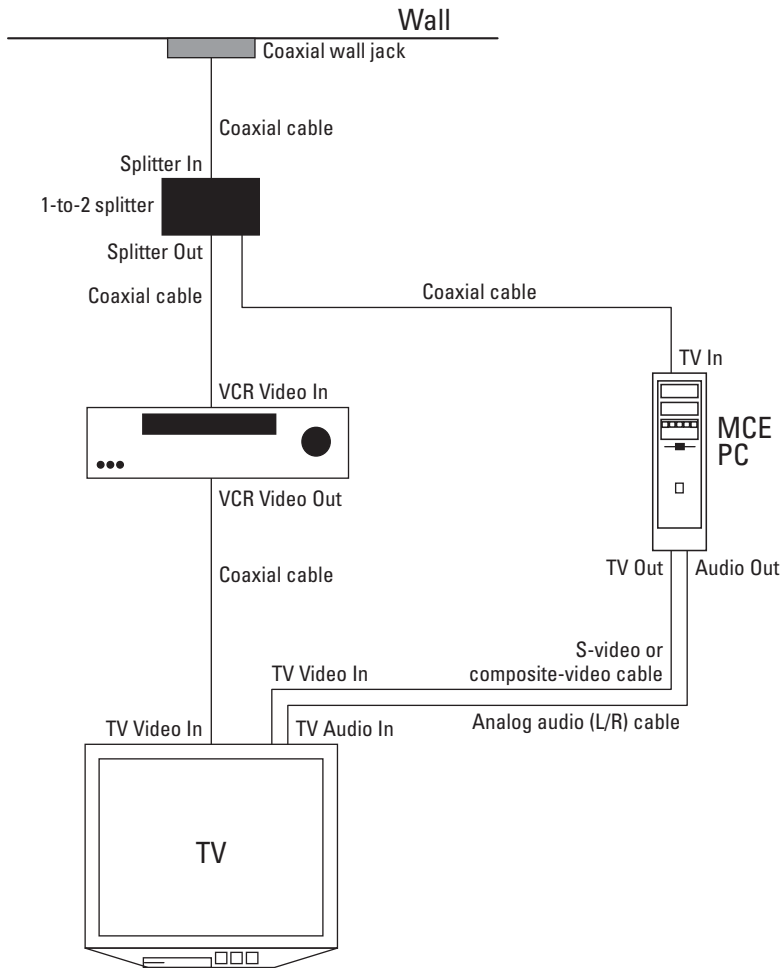 Wall
Coaxial wall jack
Coaxial cable
Splitter In
1-to-2 splitter
Splitter Out
Coaxial cable
Coaxial cable
TV In
VCR Video In
MCE
PC
VCR Video Out
TV Out
Audio Out
Coaxial cable
S-video or
composite-video cable
TV Video In
Analog audio (L/R) cable
TV Video In
TV Audio In
TV